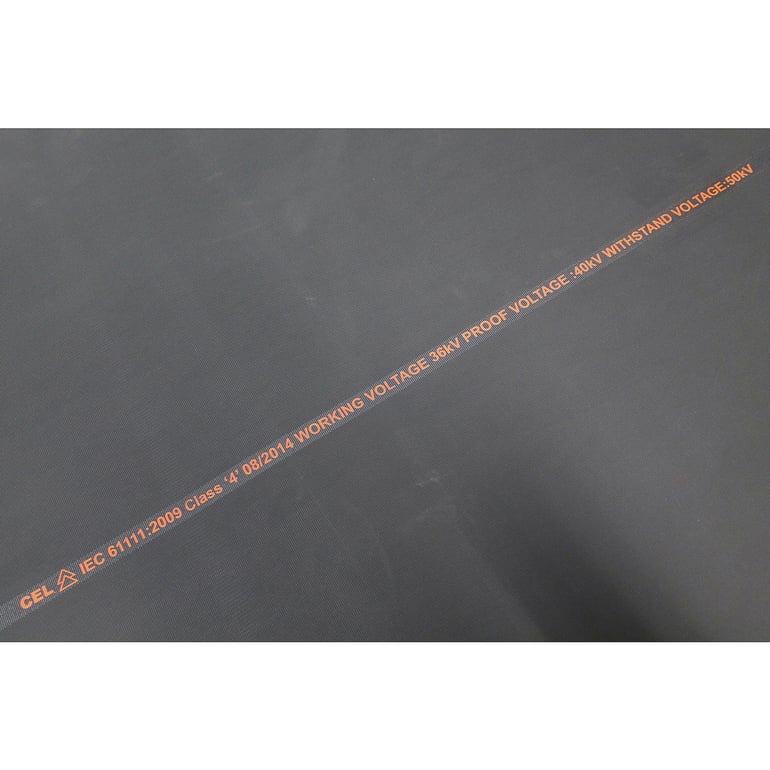 CEL IEC 61111:2009 Class '4' 08/2014 WORKING VOLTAGE 36kV PROOF VOLTAGE :40kV WITHSTAND VOLTAGE:50kV